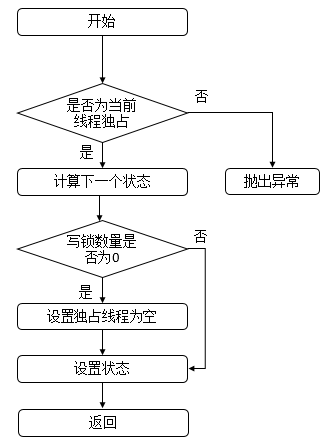 开始
是否为当前
线程独占
否
是
计算下一个状态
抛出异常
写锁数量是
否为0
否
是
设置独占线程为空
设置状态
返回